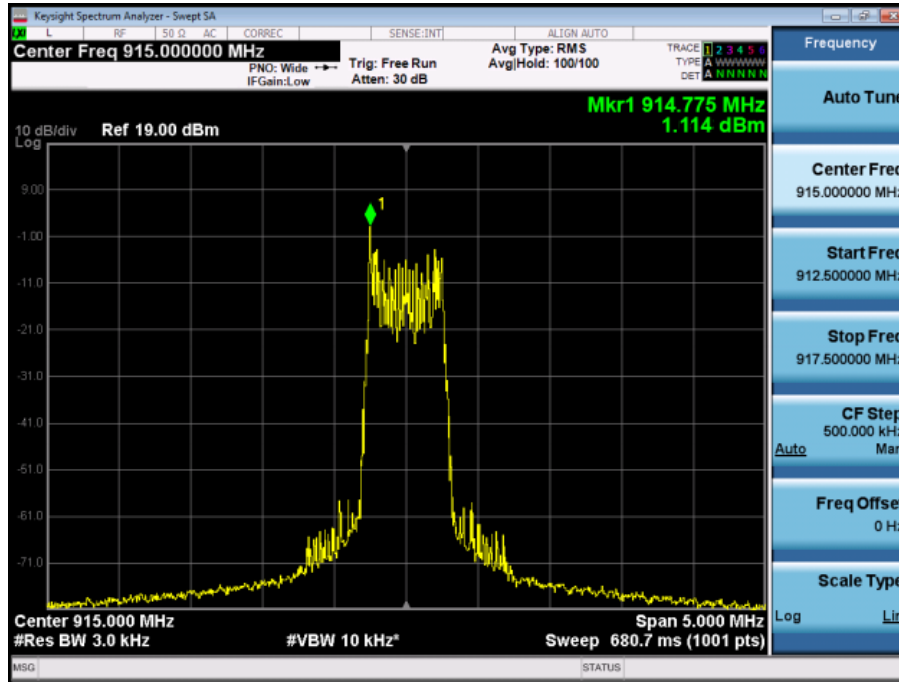 Keysight Spectrum Analyzer - Swept SA
LXI L RF 50 Ω AC CORREC SENSE:INT ALIGN AUTO
Center Freq 915.000000 MHz
PNO: Wide
IFGain:Low
Trig: Free Run
Atten: 30 dB
Avg Type: RMS
Avg|Hold: 100/100
TRACE 1 2 3 4 5 6
TYPE A WWWWW
DET A N N N N N
Mkr1 914.775 MHz
1.114 dBm
10 dB/div Ref 19.00 dBm
Log
1
9.00
-1.00
-11.0
-21.0
-31.0
-41.0
-51.0
-61.0
-71.0
Center 915.000 MHz Span 5.000 MHz
#Res BW 3.0 kHz #VBW 10 kHz* Sweep 680.7 ms (1001 pts)
MSG STATUS
Frequency
Auto Tune
Center Freq
915.000000 MHz
Start Freq
912.500000 MHz
Stop Freq
917.500000 MHz
CF Step
500.000 kHz
Auto Man
Freq Offset
0 Hz
Scale Type
Log Lin